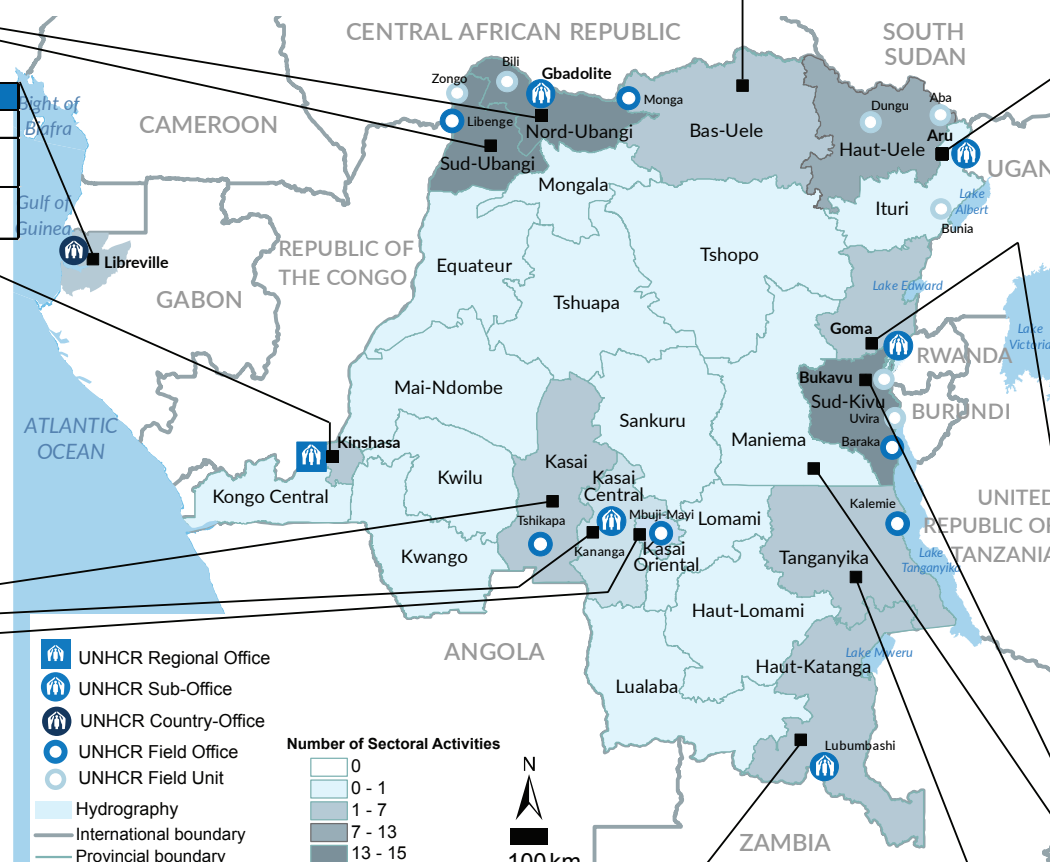 CENTRAL AFRICAN REPUBLIC
SOUTH
SUDAN
CAMEROON
Bight of
Biafra
Gulf of
Guinea
Zongo
Bili
Gbadolite
Libenge
Monga
Nord-Ubangi
Sud-Ubangi
Bas-Uele
Dungu
Aba
Aru
Haut-Uele
Mongala
Ituri
Lake
Albert
Bunia
Libreville
REPUBLIC OF
THE CONGO
GABON
Equateur
Tshopo
Tshuapa
Lake Edward
Goma
RWANDA
Lake
Bukavu
Sud-Kivu
Uvira
BURUNDI
Baraka
Mai-Ndombe
Sankuru
Maniema
ATLANTIC
OCEAN
Kinshasa
Kongo Central
Kwilu
Kasai
Kasai
Central
Tshikapa
Mbuji-Mayi
Lomami
Kananga
Kasai
Oriental
Kwango
Kalemie
UNITED
REPUBLIC OF
TANZANIA
Lake
Tanganyika
Tanganyika
Haut-Lomami
ANGOLA
Haut-Katanga
Lake Mweru
Lualaba
Lubumbashi
ZAMBIA
UNHCR Regional Office
UNHCR Sub-Office
UNHCR Country-Office
UNHCR Field Office
UNHCR Field Unit
Hydrography
International boundary
Provincial boundary
Number of Sectoral Activities
0
0 - 1
1 - 7
7 - 13
13 - 15
N
100 km